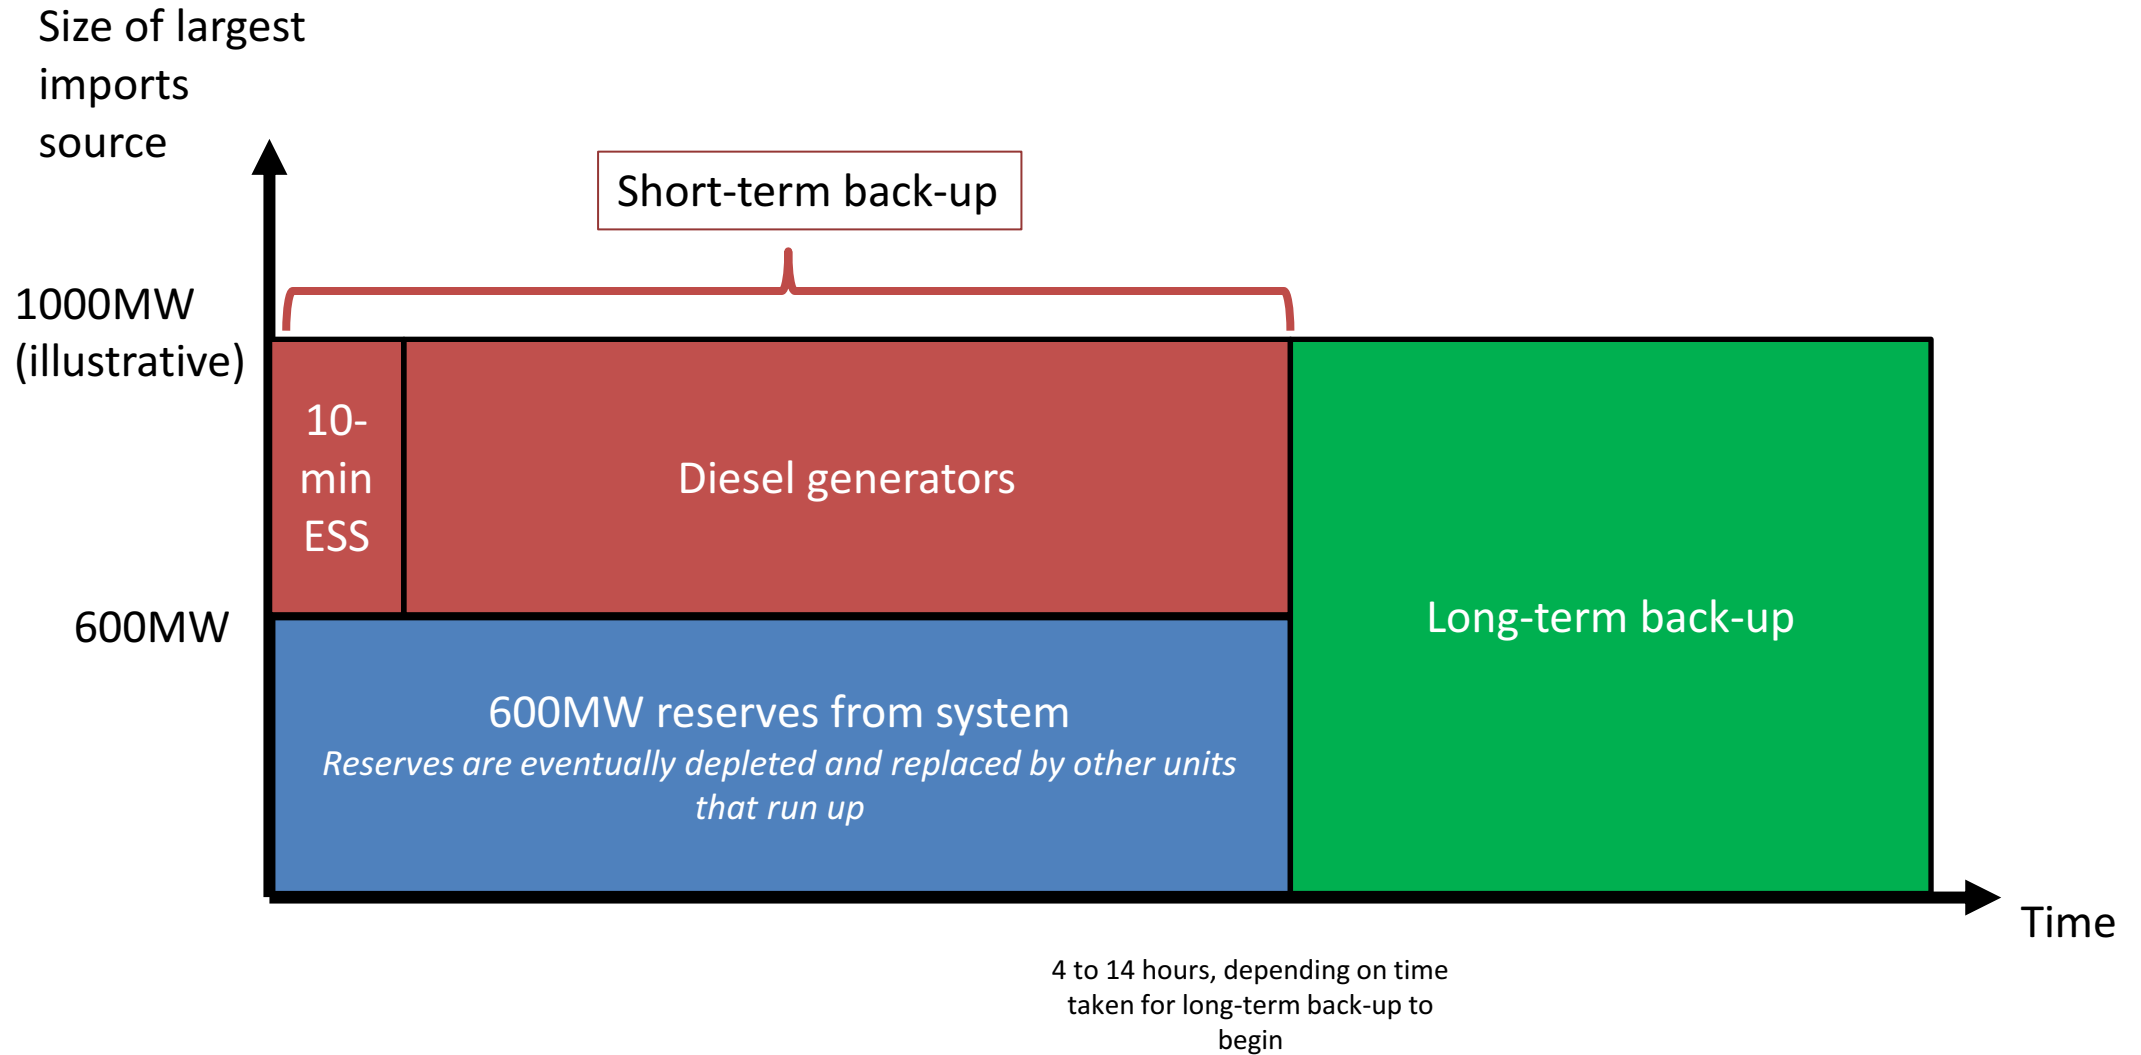 Size of largest
imports
source
Short-term back-up
1000MW
(illustrative)
10-
min
ESS
Diesel generators
600MW
Long-term back-up
600MW reserves from system
Reserves are eventually depleted and replaced by other units
that run up
Time
4 to 14 hours, depending on time
taken for long-term back-up to
begin